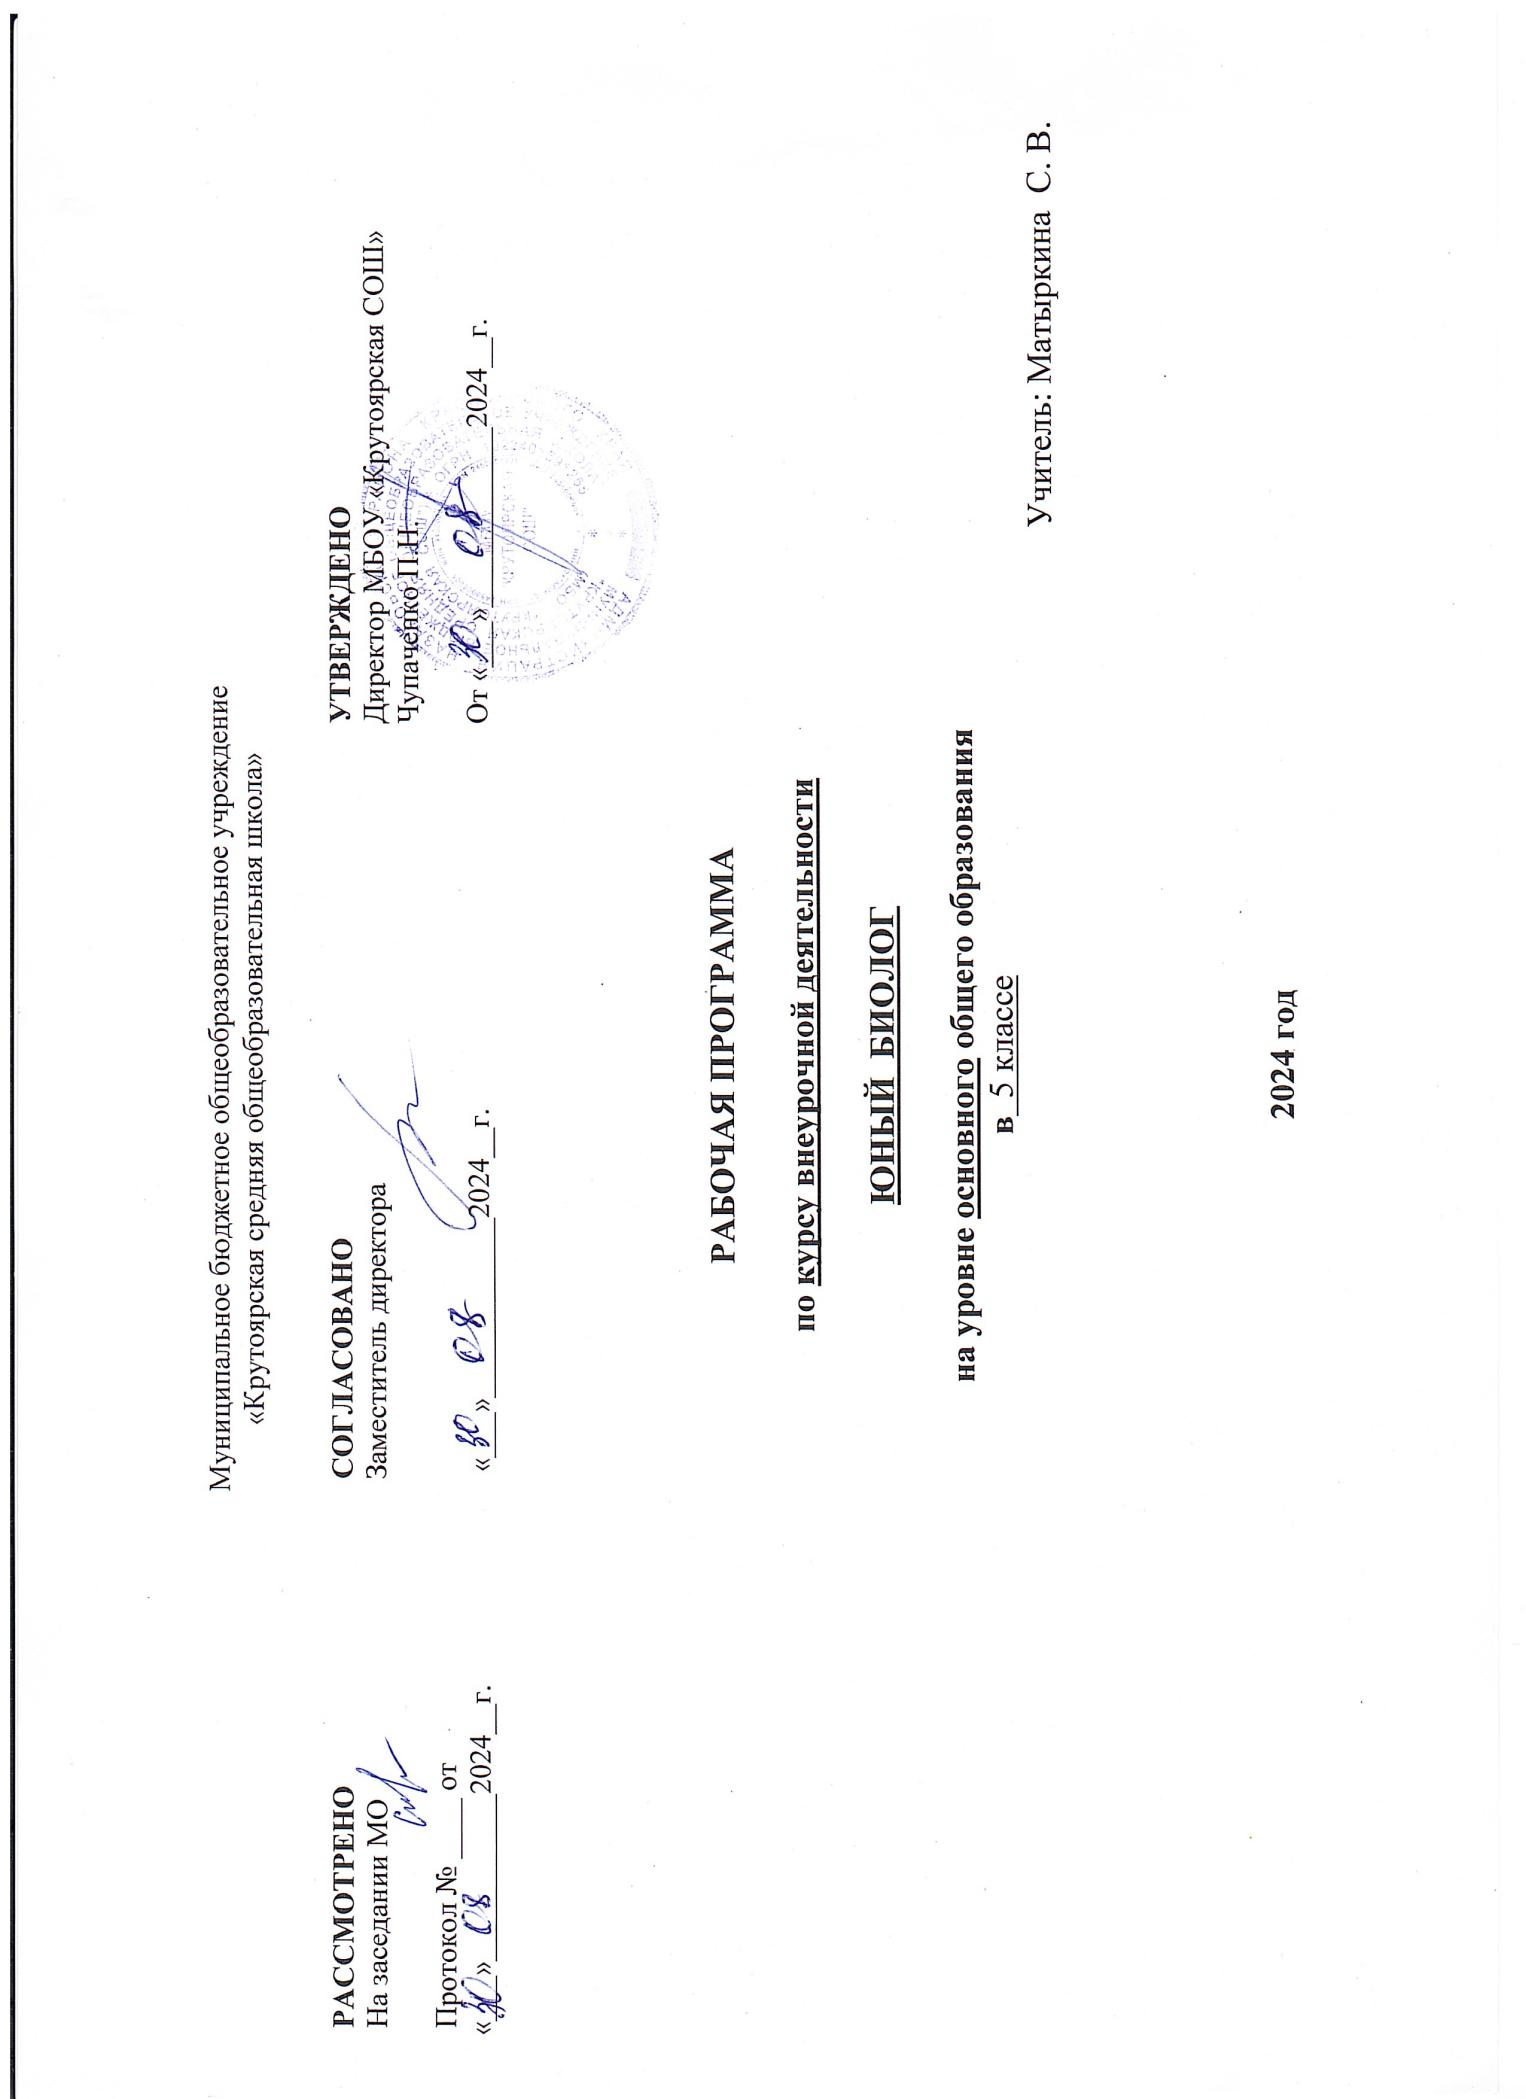 Муниципальное бюджетное общеобразовательное учреждение
«Крутоярская средняя общеобразовательная школа»
РАССМОТРЕНО
На заседании МО
Протокол № _____ от
«30» 08 2024__г.
СОГЛАСОВАНО
Заместитель директора
«30» 08 2024__г.
УТВЕРЖДЕНО
Директор МБОУ «Крутоярская СОШ»
Чупаченко П.Н.
От «30» 08 2024__г.
РАБОЧАЯ ПРОГРАММА
по курсу внеурочной деятельности
ЮНЫЙ БИОЛОГ
на уровне основного общего образования
в 5 классе
Учитель: Матыркина С. В.
2024 год